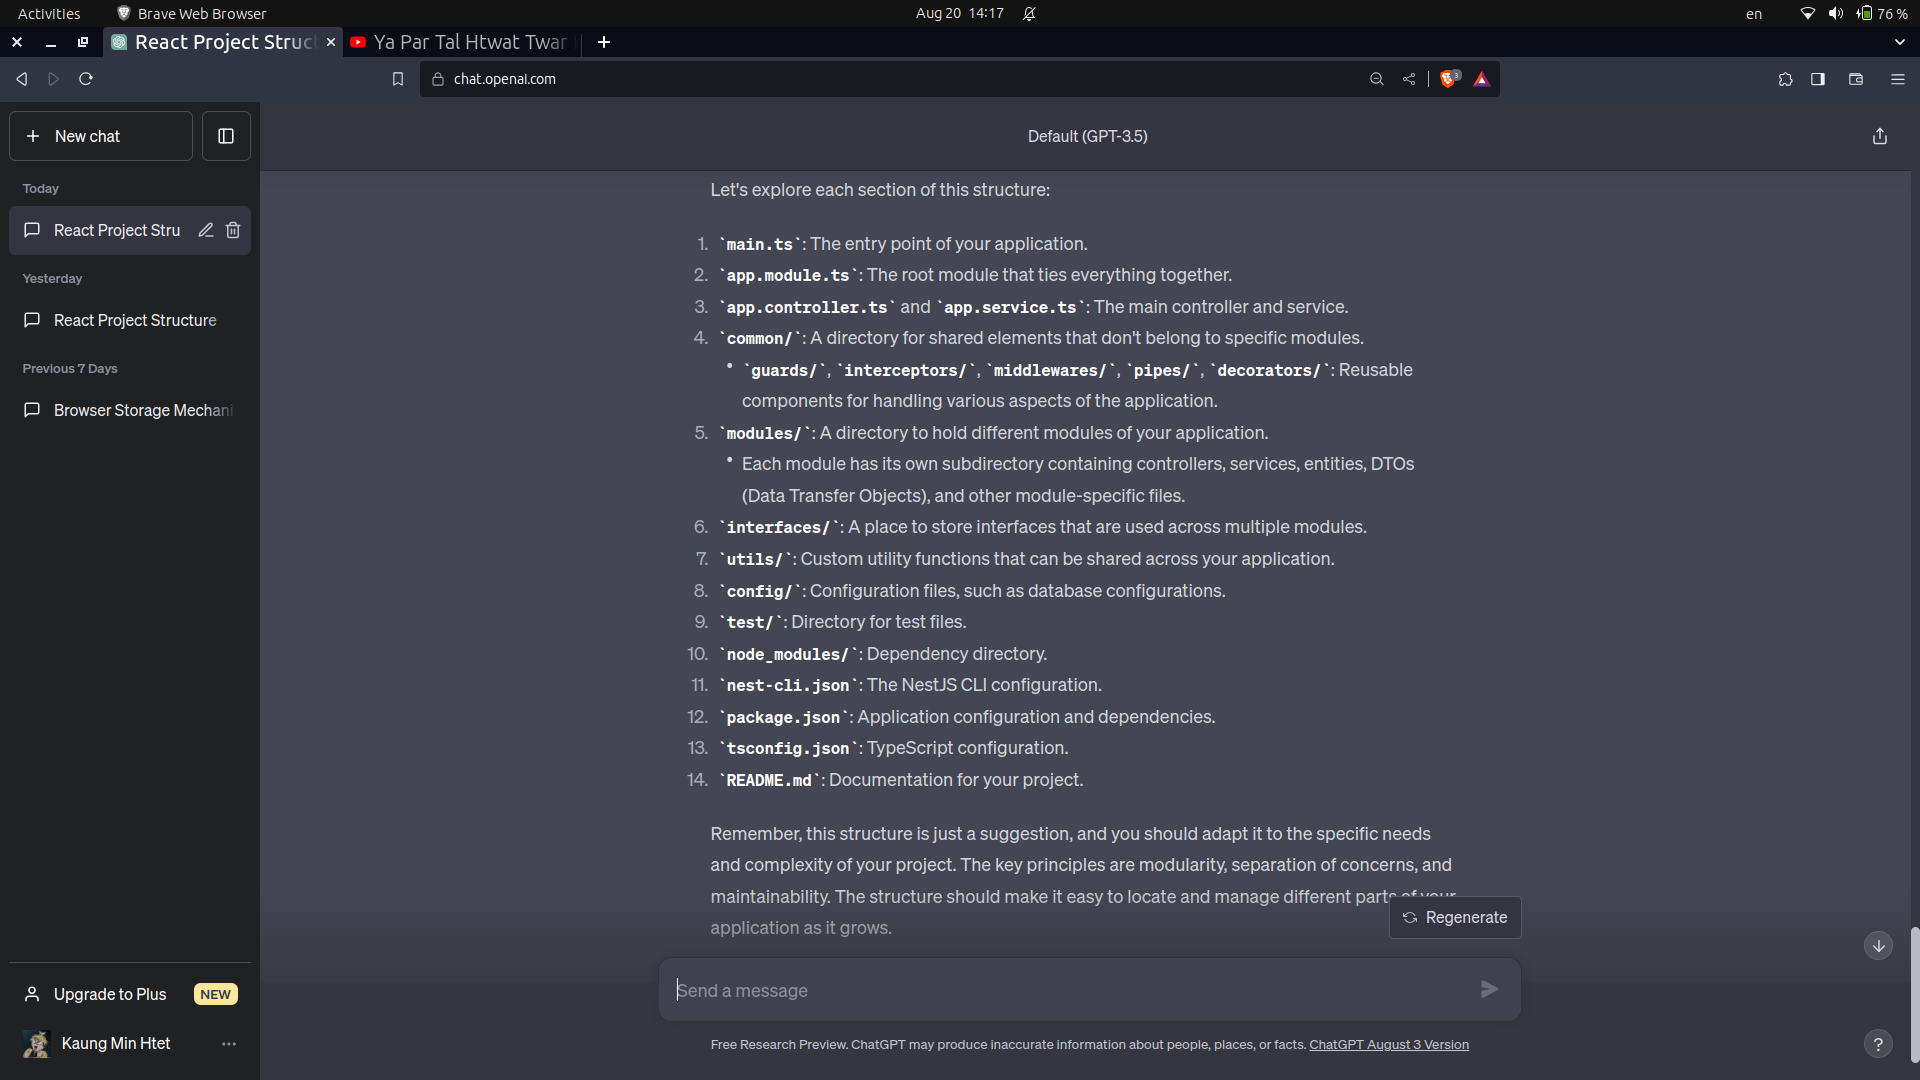 Activities
Brave Web Browser
Aug 20 14:17
en
76 %
React Project Struc
Ya Par Tal Htwat Twar
chat.openai.com
3
New chat
Default (GPT-3.5)
Today
React Project Stru
Yesterday
React Project Structure
Previous 7 Days
Browser Storage Mechani
Let's explore each section of this structure:
1. `main.ts`: The entry point of your application.
2. `app.module.ts`: The root module that ties everything together.
3. `app.controller.ts` and `app.service.ts`: The main controller and service.
4. `common/`: A directory for shared elements that don't belong to specific modules.
• `guards/`, `interceptors/`, `middlewares/`, `pipes/`, `decorators/`: Reusable
components for handling various aspects of the application.
5. `modules/`: A directory to hold different modules of your application.
• Each module has its own subdirectory containing controllers, services, entities, DTOs
(Data Transfer Objects), and other module-specific files.
6. `interfaces/`: A place to store interfaces that are used across multiple modules.
7. `utils/`: Custom utility functions that can be shared across your application.
8. `config/`: Configuration files, such as database configurations.
9. `test/`: Directory for test files.
10. `node_modules/`: Dependency directory.
11. `nest-cli.json`: The NestJS CLI configuration.
12. `package.json`: Application configuration and dependencies.
13. `tsconfig.json`: TypeScript configuration.
14. `README.md`: Documentation for your project.
Remember, this structure is just a suggestion, and you should adapt it to the specific needs
and complexity of your project. The key principles are modularity, separation of concerns, and
maintainability. The structure should make it easy to locate and manage different parts of your
application as it grows.
Regenerate
Send a message
Free Research Preview. ChatGPT may produce inaccurate information about people, places, or facts. ChatGPT August 3 Version
?
Upgrade to Plus
NEW
Kaung Min Htet